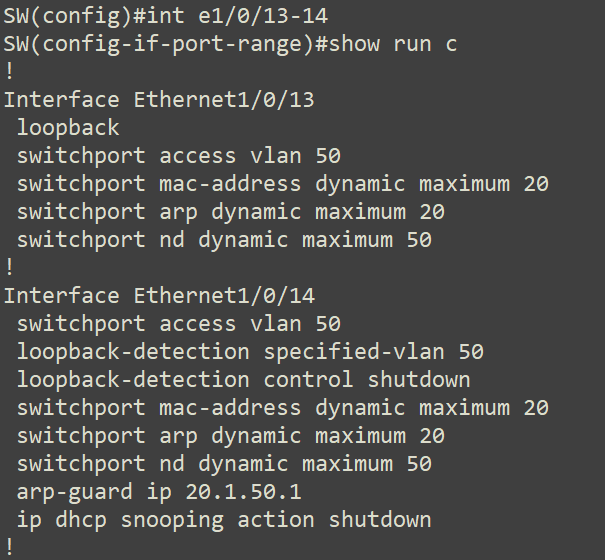 SW(config)#int e1/0/13-14
SW(config-if-port-range)#show run c
!
Interface Ethernet1/0/13
 loopback
 switchport access vlan 50
 switchport mac-address dynamic maximum 20
 switchport arp dynamic maximum 20
 switchport nd dynamic maximum 50
!
Interface Ethernet1/0/14
 switchport access vlan 50
 loopback-detection specified-vlan 50
 loopback-detection control shutdown
 switchport mac-address dynamic maximum 20
 switchport arp dynamic maximum 20
 switchport nd dynamic maximum 50
 arp-guard ip 20.1.50.1
 ip dhcp snooping action shutdown
!